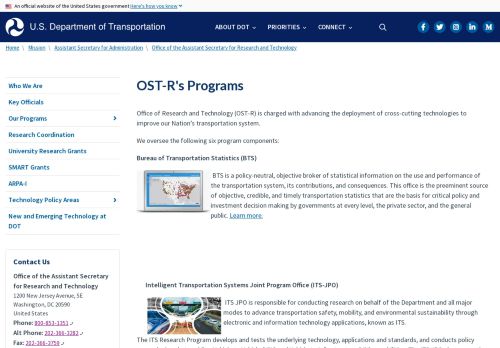 An official website of the United States government Here's how you know
U.S. Department of Transportation
ABOUT DOT
PRIORITIES
CONNECT
Home \ Mission \ Assistant Secretary for Administration \ Office of the Assistant Secretary for Research and Technology
Who We Are
Key Officials
Our Programs
Research Coordination
University Research Grants
SMART Grants
ARPA-I
Technology Policy Areas
New and Emerging Technology at
DOT
Contact Us
Office of the Assistant Secretary
for Research and Technology
1200 New Jersey Avenue, SE
Washington, DC 20590
United States
Phone: 800-853-1351
Alt Phone: 202-366-3282
Fax: 202-366-3759
OST-R's Programs
Office of Research and Technology (OST-R) is charged with advancing the deployment of cross-cutting technologies to
improve our Nation's transportation system.
We oversee the following six program components:
Bureau of Transportation Statistics (BTS)
BTS is a policy-neutral, objective broker of statistical information on the use and performance of
the transportation system, its contributions, and consequences. This office is the preeminent source
of objective, credible, and timely transportation statistics that are the basis for critical policy and
investment decision making by governments at every level, the private sector, and the general
public. Learn more:
Intelligent Transportation Systems Joint Program Office (ITS-JPO)
ITS JPO is responsible for conducting research on behalf of the Department and all major
modes to advance transportation safety, mobility, and environmental sustainability through
electronic and information technology applications, known as ITS.
The ITS Research Program develops and tests the underlying technology, applications and standards, and conducts policy